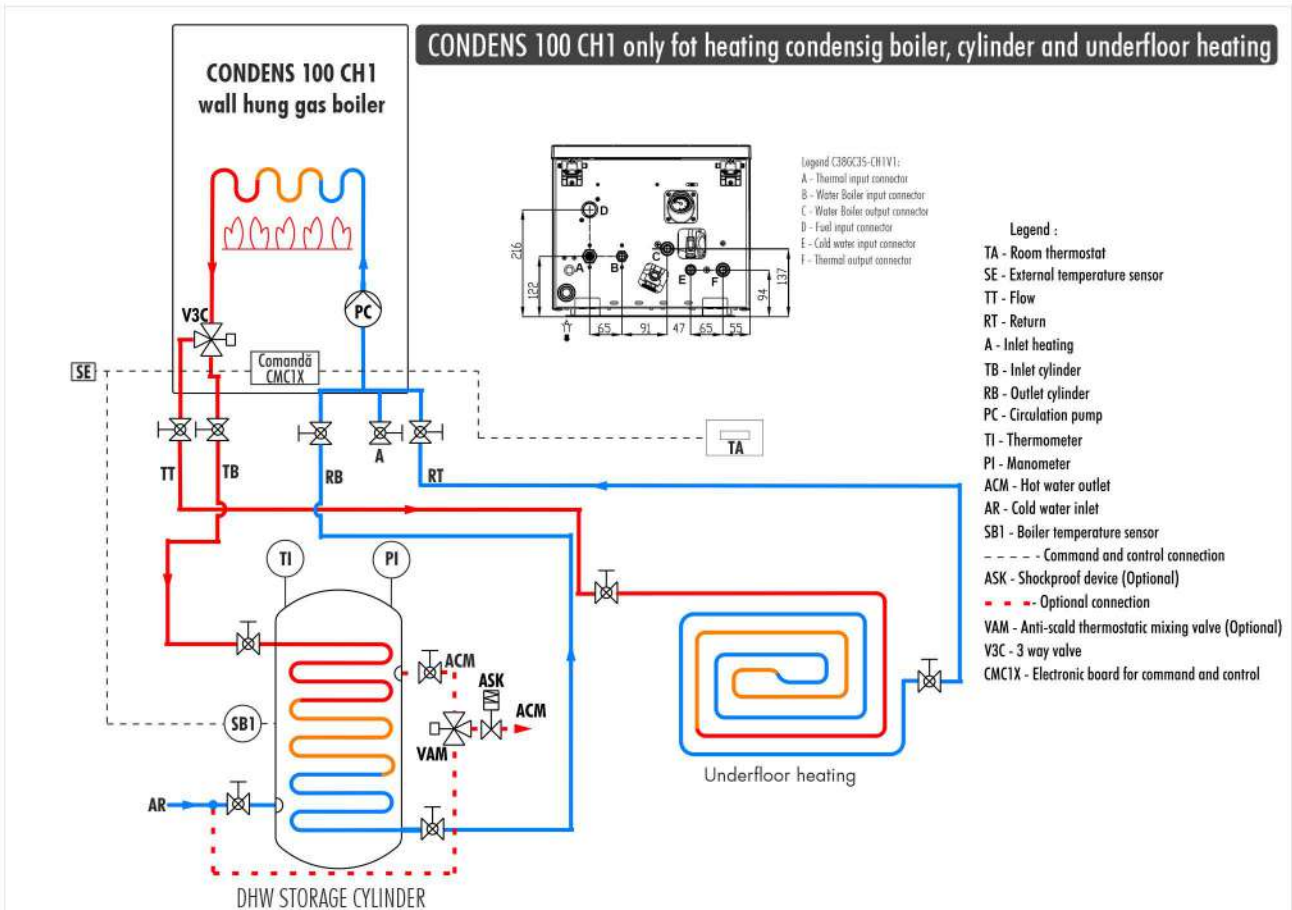 CONDENS 100 CH1 only fot heating condensig boiler, cylinder and underfloor heating
CONDENS 100 CH1
wall hung gas boiler
V3C
PC
Comandă
CMC1X
SE
TA
TT
TB
RB
A
RT
Legend C38GC35-CH1V1:
A - Thermal input connector
B - Water Boiler input connector
C - Water Boiler output connector
D - Fuel input connector
E - Cold water input connector
F - Thermal output connector
D
A
B
C
E
F
216
122
137
94
65
91
47
65
55
Legend :
TA - Room thermostat
SE - External temperature sensor
TT - Flow
RT - Return
A - Inlet heating
TB - Inlet cylinder
RB - Outlet cylinder
PC - Circulation pump
TI - Thermometer
PI - Manometer
ACM - Hot water outlet
AR - Cold water inlet
SB1 - Boiler temperature sensor
- Command and control connection
ASK - Shockproof device (Optional)
- Optional connection
VAM - Anti-scald thermostatic mixing valve (Optional)
V3C - 3 way valve
CMC1X - Electronic board for command and control
TI
PI
ACM
ASK
ACM
VAM
SB1
AR
Underfloor heating
DHW STORAGE CYLINDER